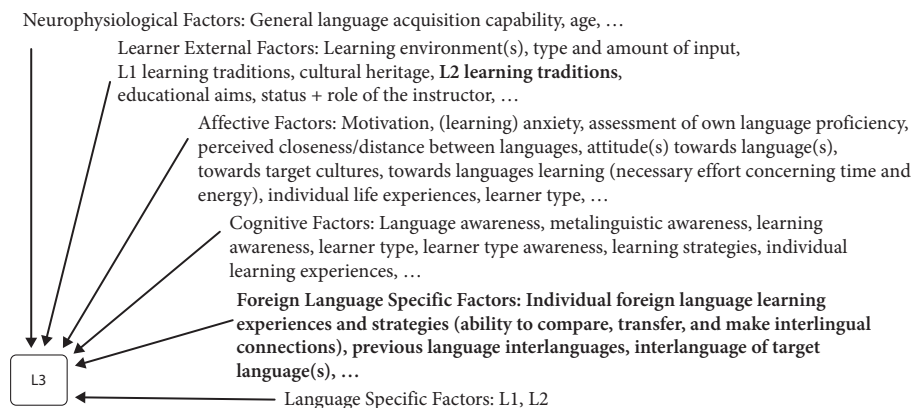 Neurophysiological Factors: General language acquisition capability, age, …
Learner External Factors: Learning environment(s), type and amount of input,
L1 learning traditions, cultural heritage, L2 learning traditions,
educational aims, status + role of the instructor, …
Affective Factors: Motivation, (learning) anxiety, assessment of own language proficiency,
perceived closeness/distance between languages, attitude(s) towards language(s),
towards target cultures, towards languages learning (necessary effort concerning time and
energy), individual life experiences, learner type, …
Cognitive Factors: Language awareness, metalinguistic awareness, learning
awareness, learner type, learner type awareness, learning strategies, individual
learning experiences, …
Foreign Language Specific Factors: Individual foreign language learning
experiences and strategies (ability to compare, transfer, and make interlingual
connections), previous language interlanguages, interlanguage of target
language(s), …
L3
Language Specific Factors: L1, L2